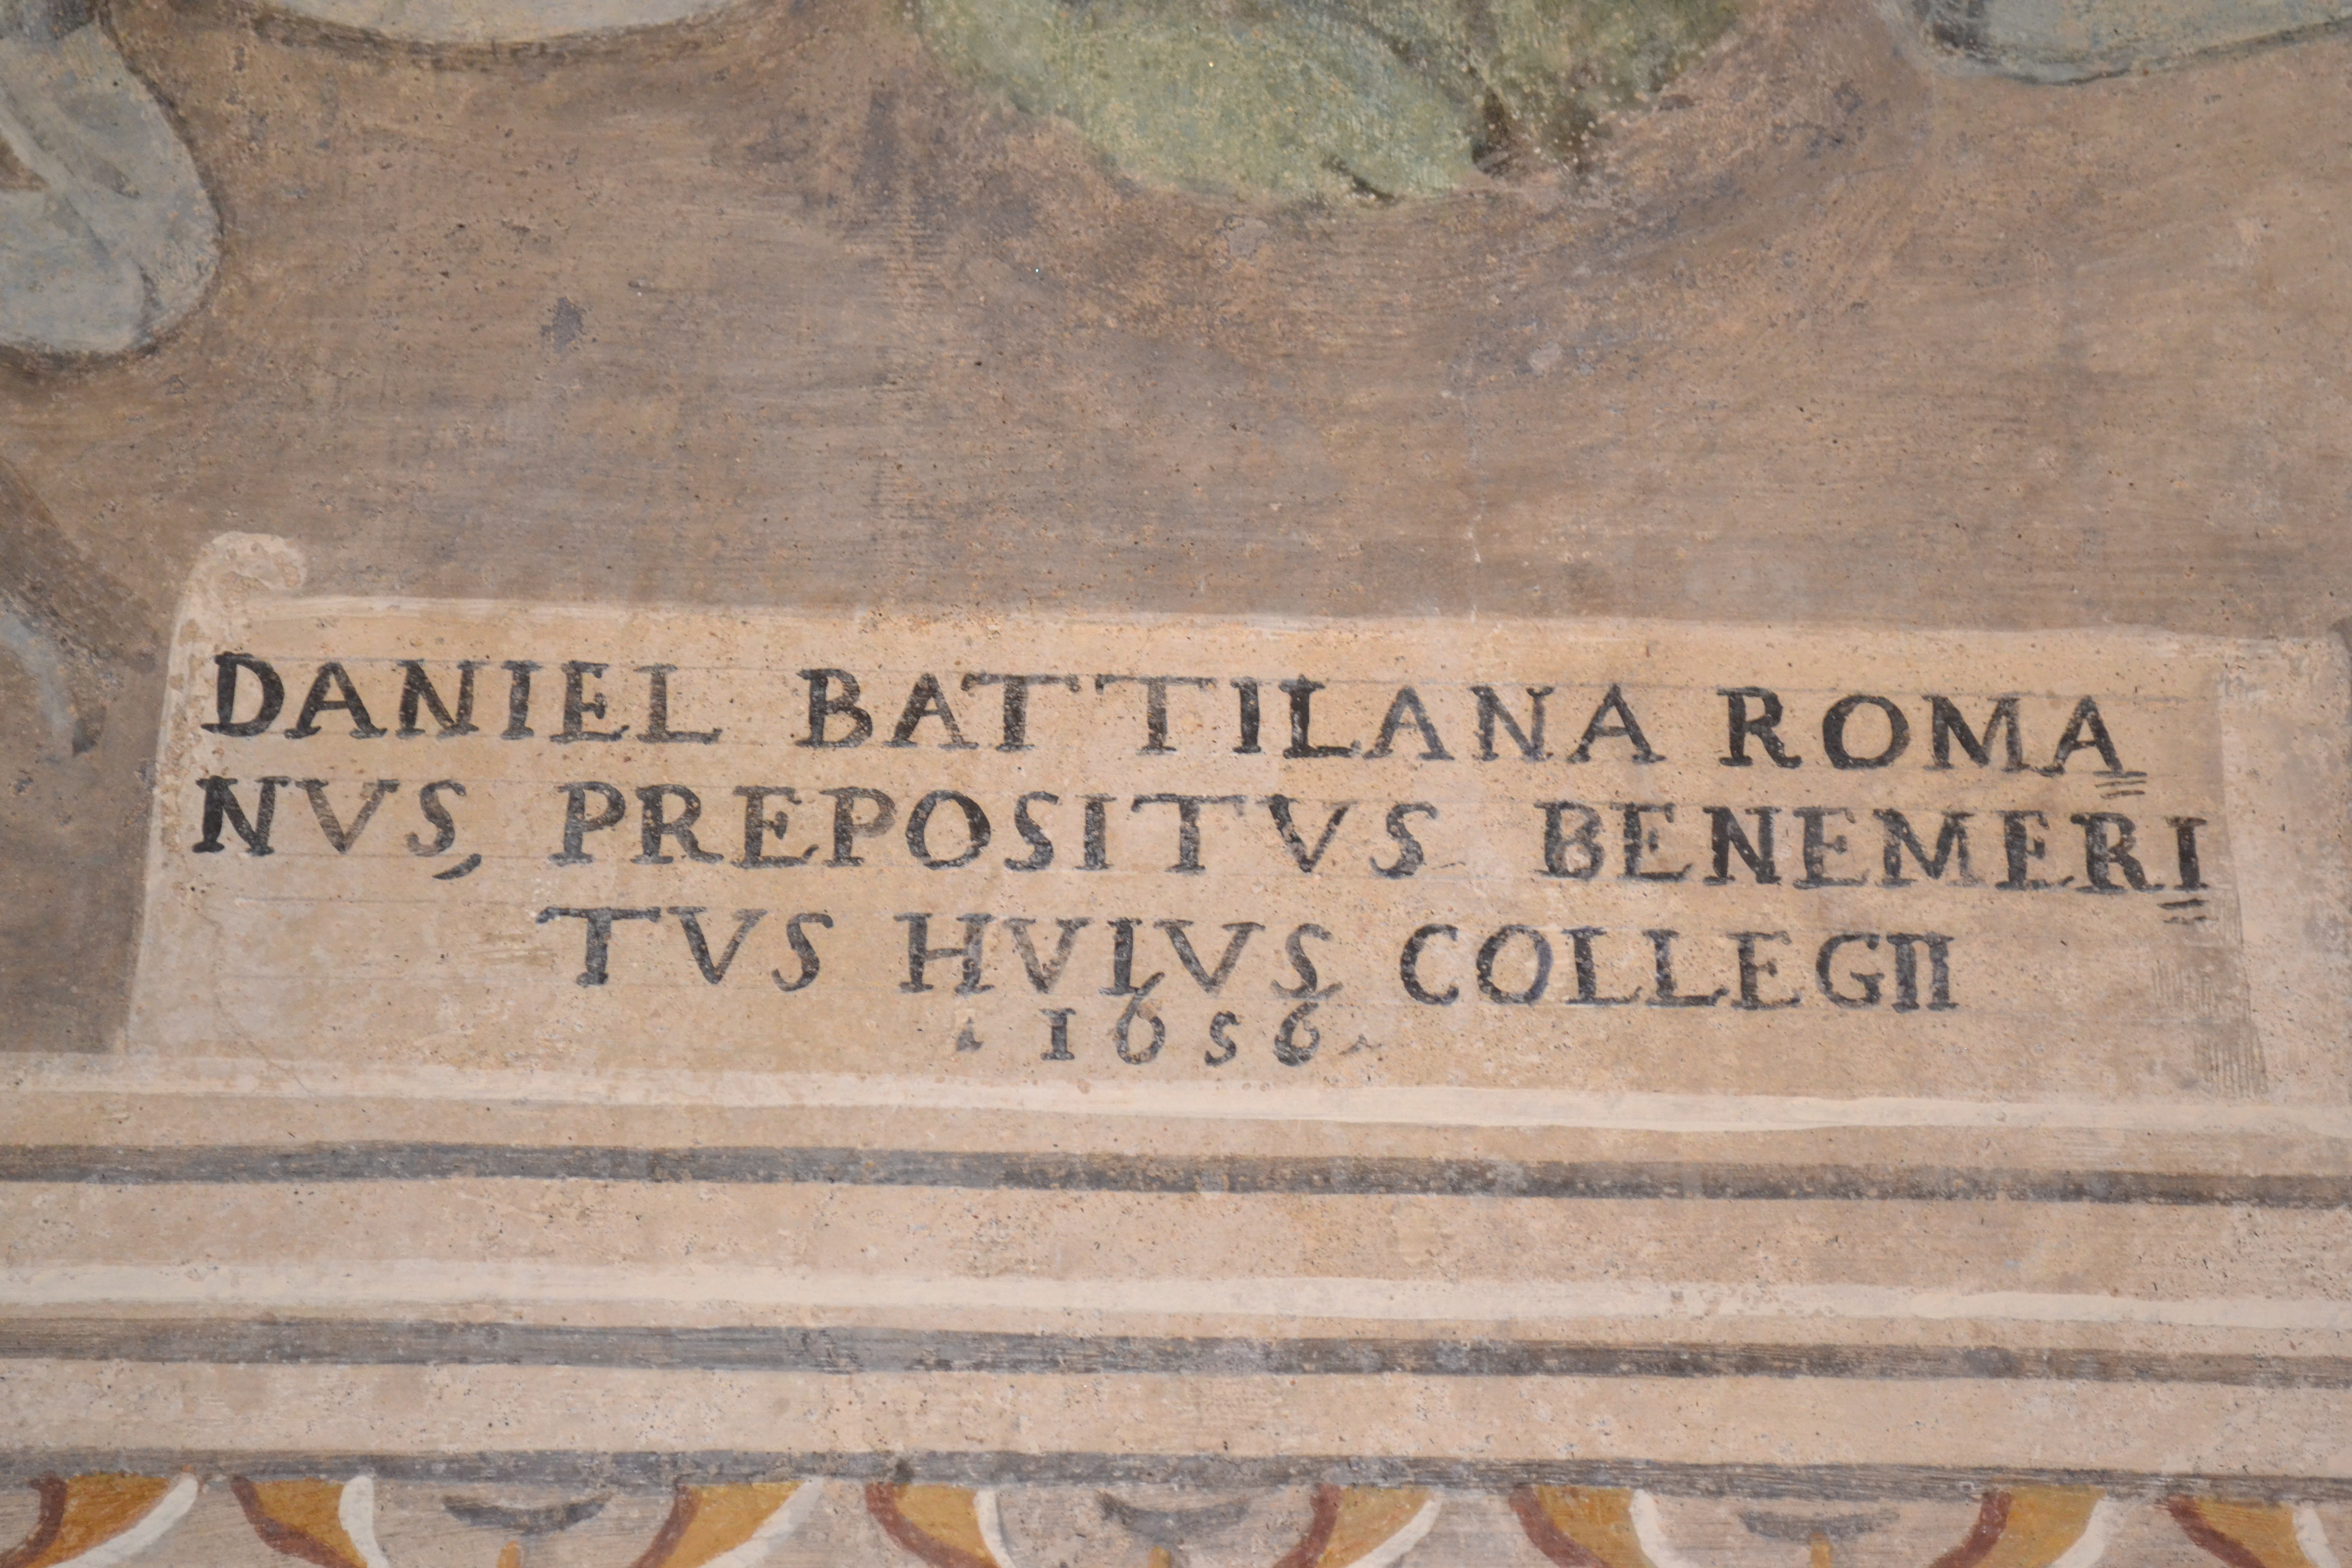 DANIEL BATTILANA ROMA=
NVS, PREPOSITVS BENEMERI=
TVS HVIVS COLLEGII
· 1656 ·